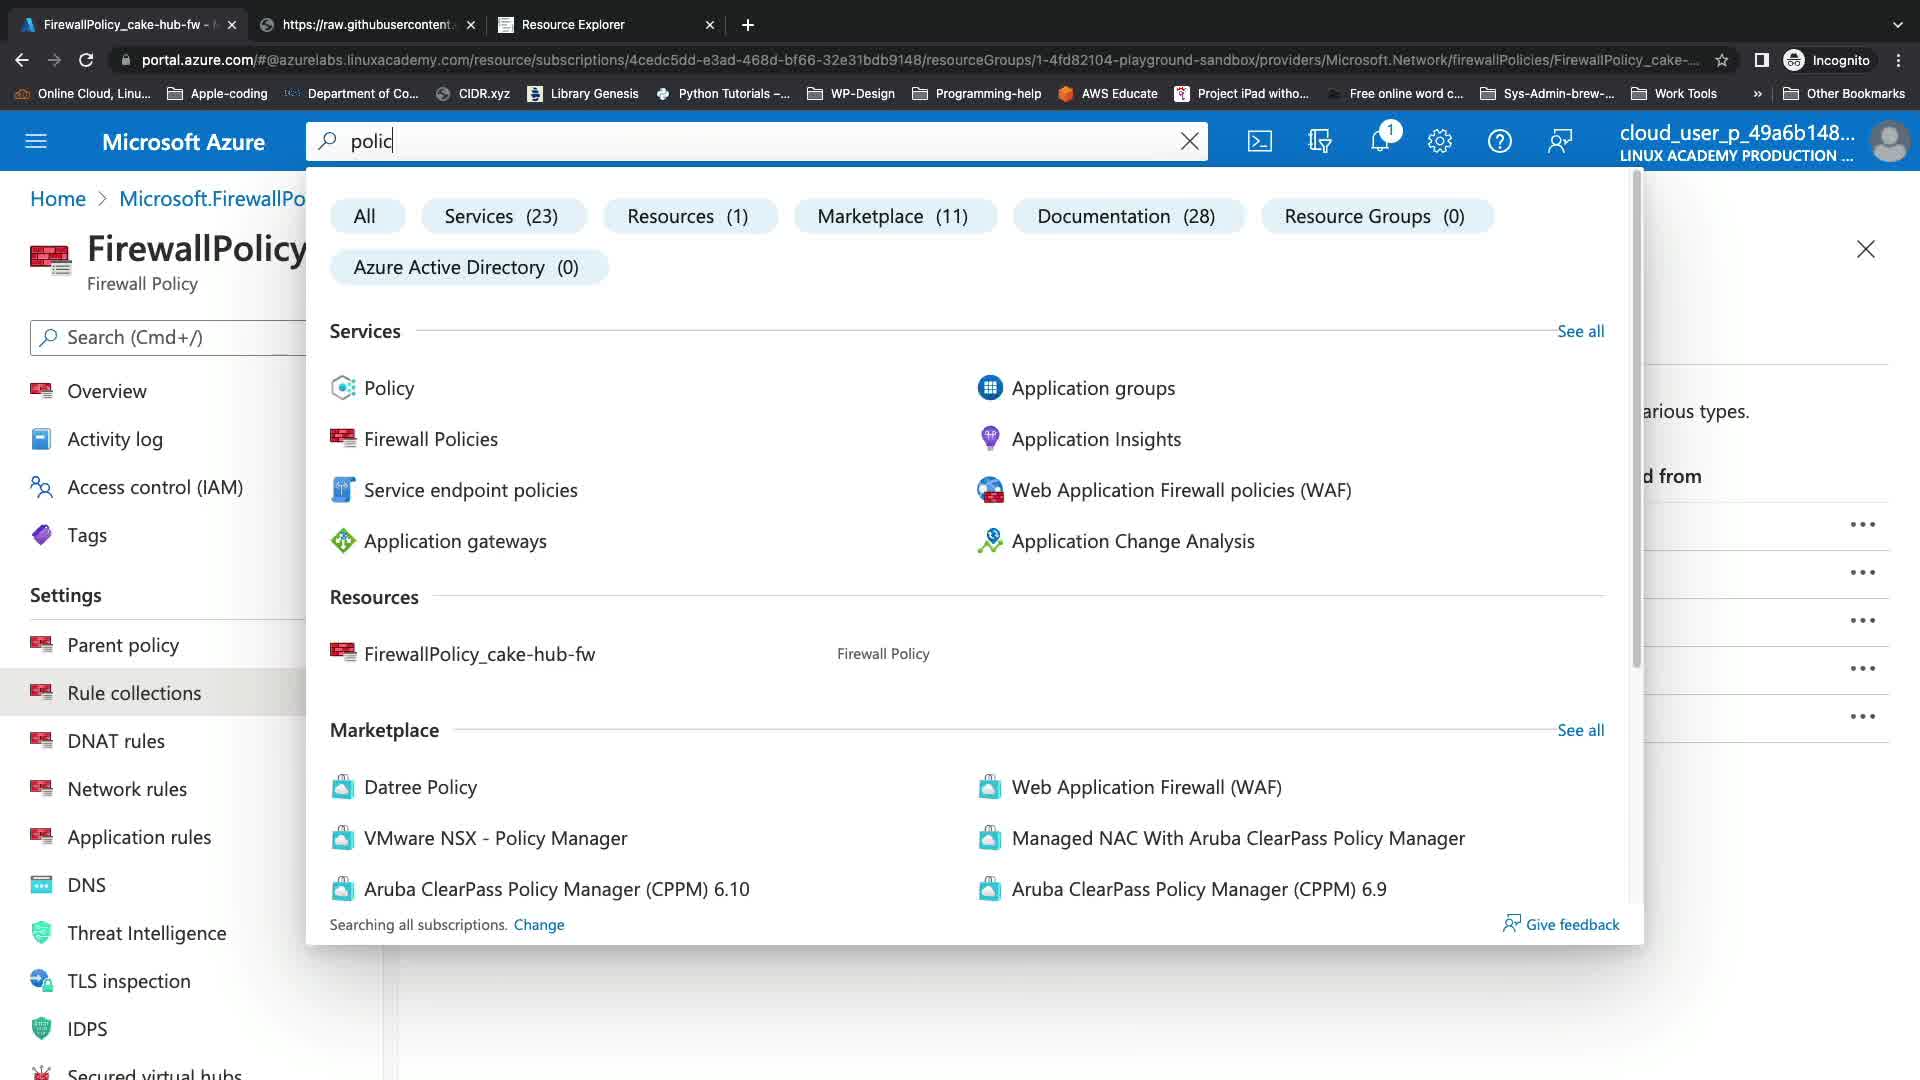 FirewallPolicy_cake-hub-fw -
https://raw.githubusercontent.
Resource Explorer
portal.azure.com/#@azurelabs.linuxacademy.com/resource/subscriptions/4cedc5dd-e3ad-468d-bf66-32e31bdb9148/resourceGroups/1-4fd82104-playground-sandbox/providers/Microsoft.Network/firewallPolicies/FirewallPolicy_cake-...
Incognito
Online Cloud, Linu...
Apple-coding
Department of Co...
CIDR.xyz
Library Genesis
Python Tutorials –...
WP-Design
Programming-help
AWS Educate
Project iPad witho...
Free online word c...
Sys-Admin-brew-...
Work Tools
»
Other Bookmarks
Microsoft Azure
polic
1
cloud_user_p_49a6b148...
LINUX ACADEMY PRODUCTION ...
Home > Microsoft.FirewallPo
FirewallPolicy
Firewall Policy
Search (Cmd+/)
Overview
Activity log
Access control (IAM)
Tags
Settings
Parent policy
Rule collections
DNAT rules
Network rules
Application rules
DNS
Threat Intelligence
TLS inspection
IDPS
Secured virtual hubs
All
Services (23)
Resources (1)
Marketplace (11)
Documentation (28)
Resource Groups (0)
Azure Active Directory (0)
Services
See all
Policy
Application groups
Firewall Policies
Application Insights
Service endpoint policies
Web Application Firewall policies (WAF)
Application gateways
Application Change Analysis
Resources
FirewallPolicy_cake-hub-fw
Firewall Policy
Marketplace
See all
Datree Policy
Web Application Firewall (WAF)
VMware NSX - Policy Manager
Managed NAC With Aruba ClearPass Policy Manager
Aruba ClearPass Policy Manager (CPPM) 6.10
Aruba ClearPass Policy Manager (CPPM) 6.9
Searching all subscriptions. Change
Give feedback
arious types.
d from